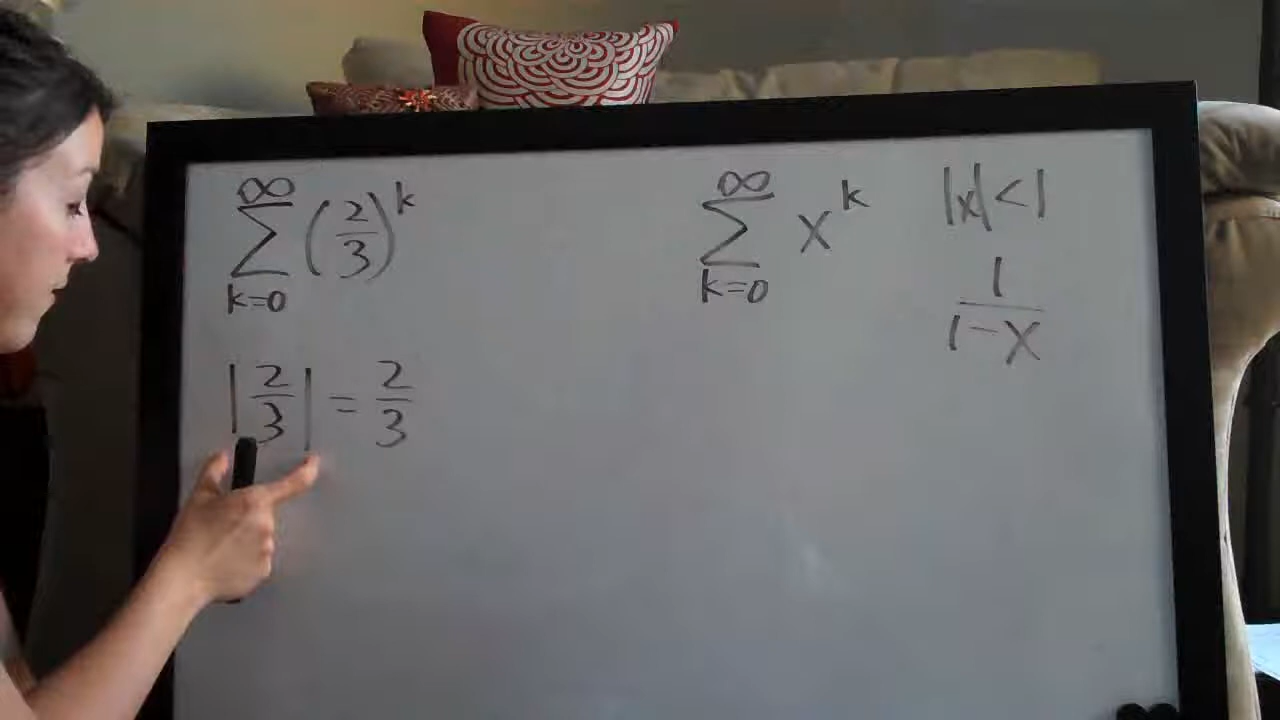 ∞
∑ (2/3)^k
k=0
|2/3| = 2/3
∞
∑ x^k |x| < 1
k=0
1/(1-x)